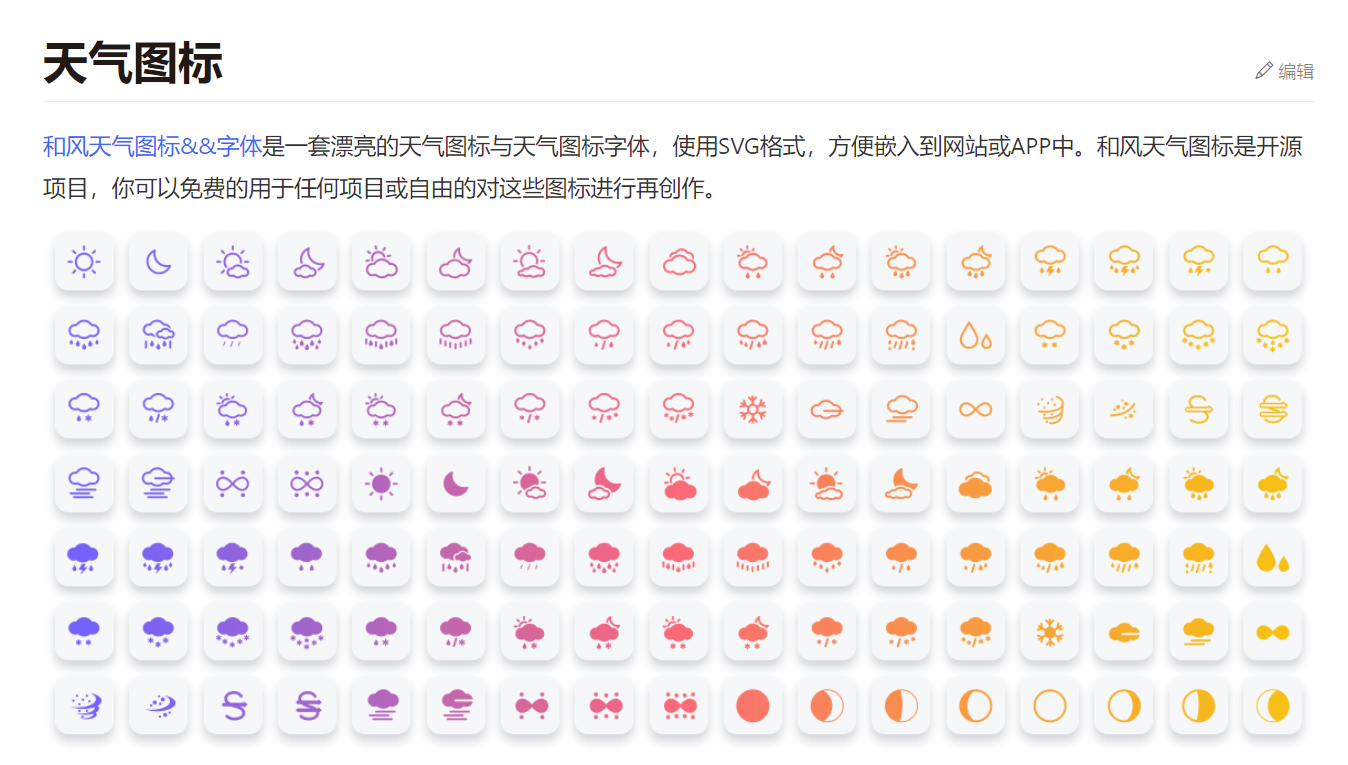 天气图标
编辑
和风天气图标&&字体是一套漂亮的天气图标与天气图标字体，使用SVG格式，方便嵌入到网站或APP中。和风天气图标是开源
项目，你可以免费的用于任何项目或自由的对这些图标进行再创作。